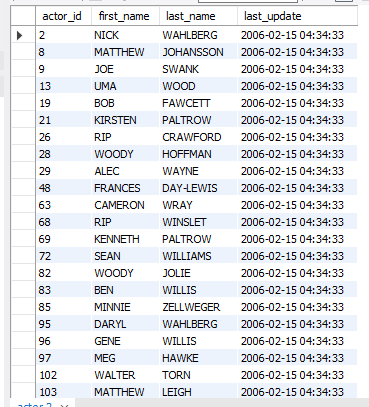 actor_id first_name last_name last_update
2 NICK WAHLBERG 2006-02-15 04:34:33
8 MATTHEW JOHANSSON 2006-02-15 04:34:33
9 JOE SWANK 2006-02-15 04:34:33
13 UMA WOOD 2006-02-15 04:34:33
19 BOB FAWCETT 2006-02-15 04:34:33
21 KIRSTEN PALTROW 2006-02-15 04:34:33
26 RIP CRAWFORD 2006-02-15 04:34:33
28 WOODY HOFFMAN 2006-02-15 04:34:33
29 ALEC WAYNE 2006-02-15 04:34:33
48 FRANCES DAY-LEWIS 2006-02-15 04:34:33
63 CAMERON WRAY 2006-02-15 04:34:33
68 RIP WINSLET 2006-02-15 04:34:33
69 KENNETH PALTROW 2006-02-15 04:34:33
72 SEAN WILLIAMS 2006-02-15 04:34:33
82 WOODY JOLIE 2006-02-15 04:34:33
83 BEN WILLIS 2006-02-15 04:34:33
85 MINNIE ZELLWEGER 2006-02-15 04:34:33
95 DARYL WAHLBERG 2006-02-15 04:34:33
96 GENE WILLIS 2006-02-15 04:34:33
97 MEG HAWKE 2006-02-15 04:34:33
102 WALTER TORN 2006-02-15 04:34:33
103 MATTHEW LEIGH 2006-02-15 04:34:33